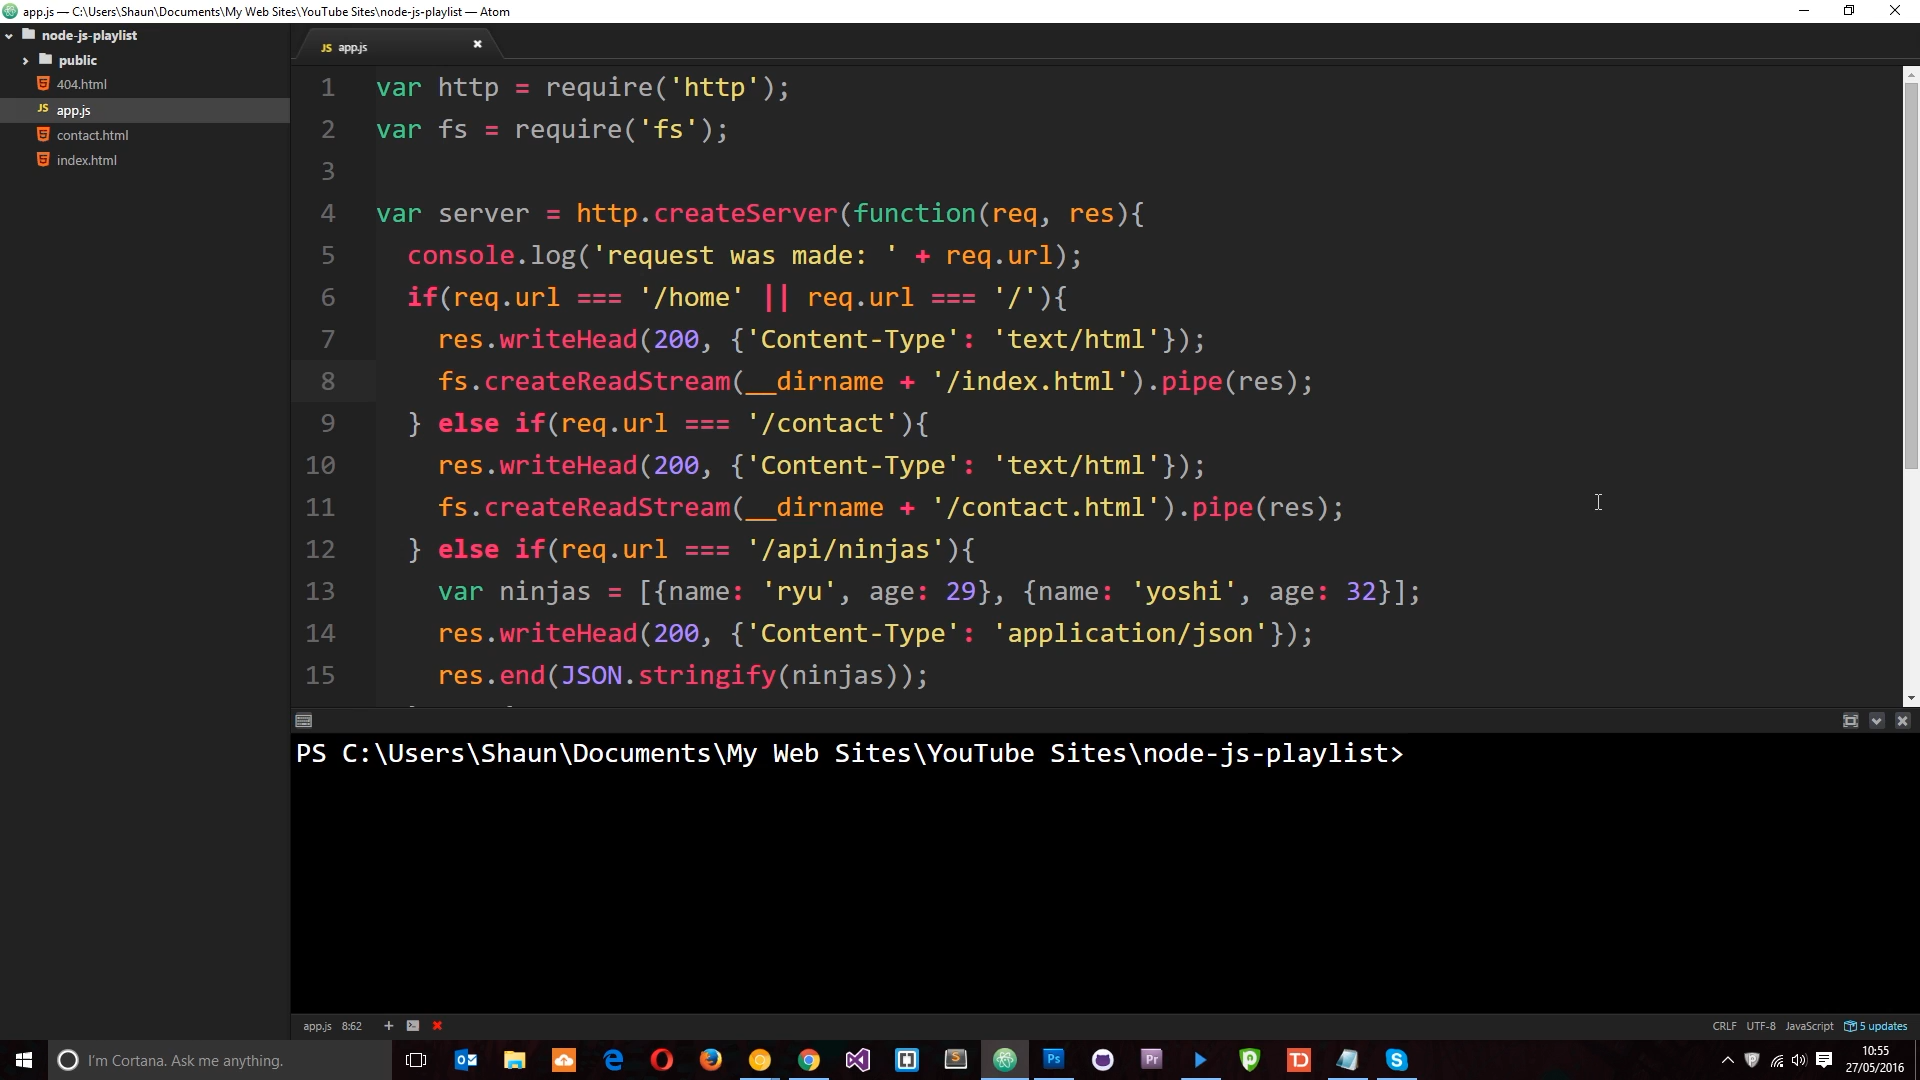 app.js — C:\Users\Shaun\Documents\My Web Sites\YouTube Sites\node-js-playlist — Atom
node-js-playlist
public
404.html
app.js
contact.html
index.html
JS app.js
1 var http = require('http');
2 var fs = require('fs');
3
4 var server = http.createServer(function(req, res){
5 console.log('request was made: ' + req.url);
6 if(req.url === '/home' || req.url === '/'){
7 res.writeHead(200, {'Content-Type': 'text/html'});
8 fs.createReadStream(__dirname + '/index.html').pipe(res);
9 } else if(req.url === '/contact'){
10 res.writeHead(200, {'Content-Type': 'text/html'});
11 fs.createReadStream(__dirname + '/contact.html').pipe(res);
12 } else if(req.url === '/api/ninjas'){
13 var ninjas = [{name: 'ryu', age: 29}, {name: 'yoshi', age: 32}];
14 res.writeHead(200, {'Content-Type': 'application/json'});
15 res.end(JSON.stringify(ninjas));
PS C:\Users\Shaun\Documents\My Web Sites\YouTube Sites\node-js-playlist>
app.js 8:62
CRLF UTF-8 JavaScript 5 updates
I'm Cortana. Ask me anything.
10:55
27/05/2016